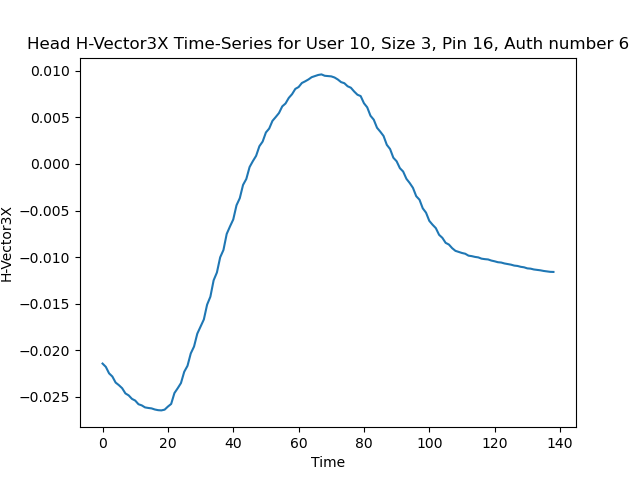 Head H-Vector3X Time-Series for User 10, Size 3, Pin 16, Auth number 6
0.010
0.005
0.000
−0.005
−0.010
−0.015
−0.020
−0.025
H-Vector3X
0 20 40 60 80 100 120 140
Time